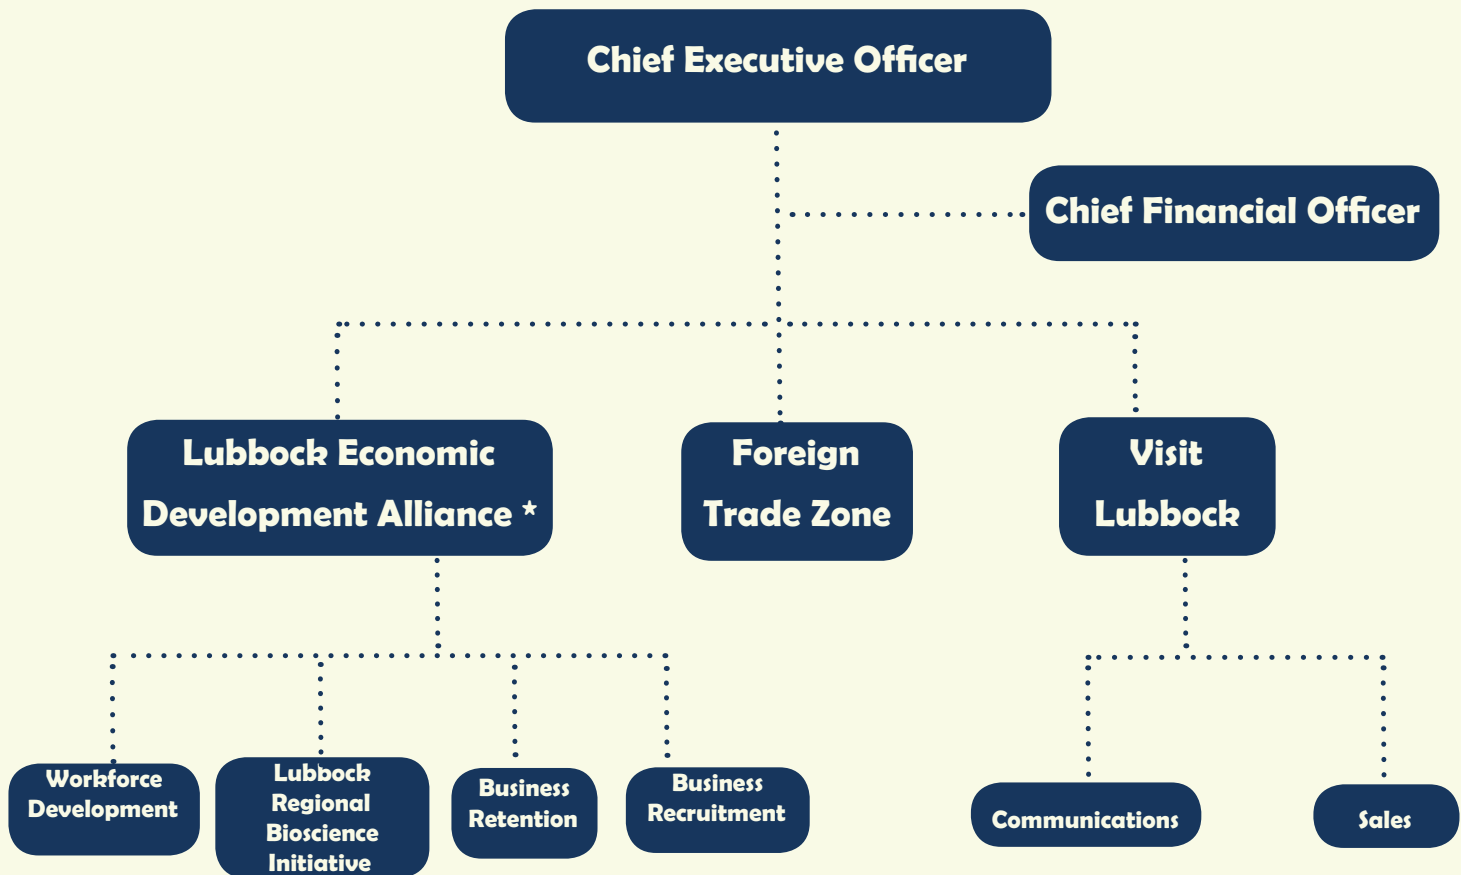 Chief Executive Officer
Chief Financial Officer
Lubbock Economic
Development Alliance *
Foreign
Trade Zone
Visit
Lubbock
Workforce
Development
Lubbock
Regional
Bioscience
Initiative
Business
Retention
Business
Recruitment
Communications
Sales